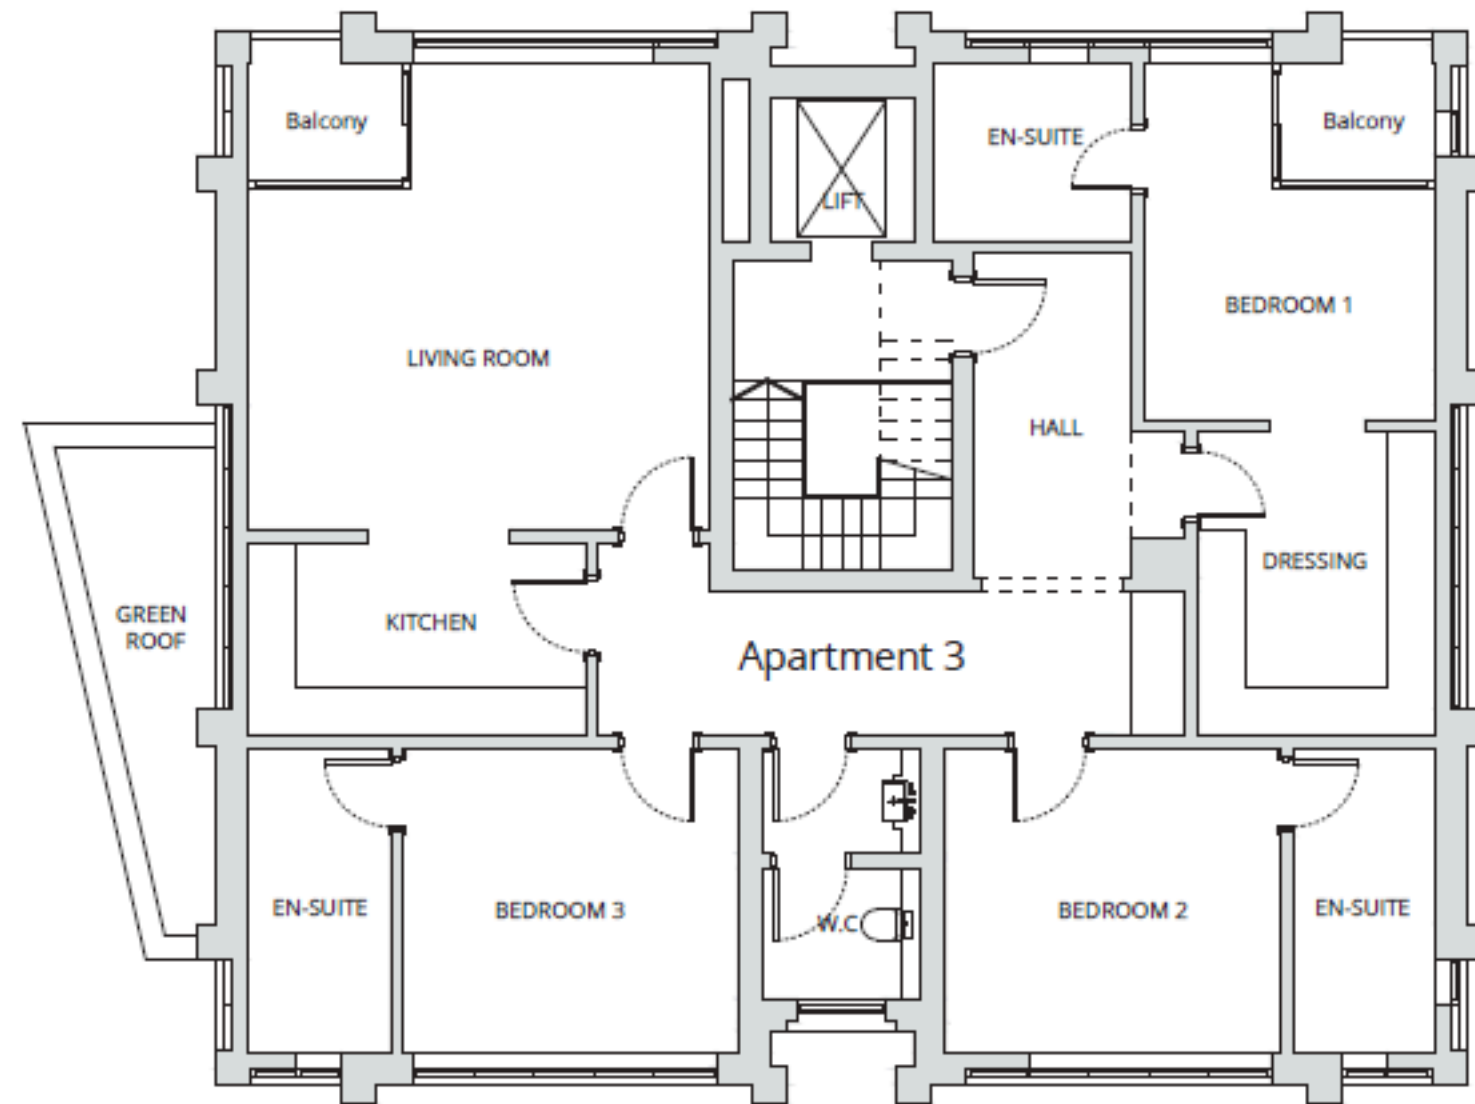 Balcony
EN-SUITE
Balcony
LIFT
BEDROOM 1
LIVING ROOM
HALL
DRESSING
GREEN
ROOF
KITCHEN
Apartment 3
EN-SUITE
BEDROOM 3
W.C
BEDROOM 2
EN-SUITE